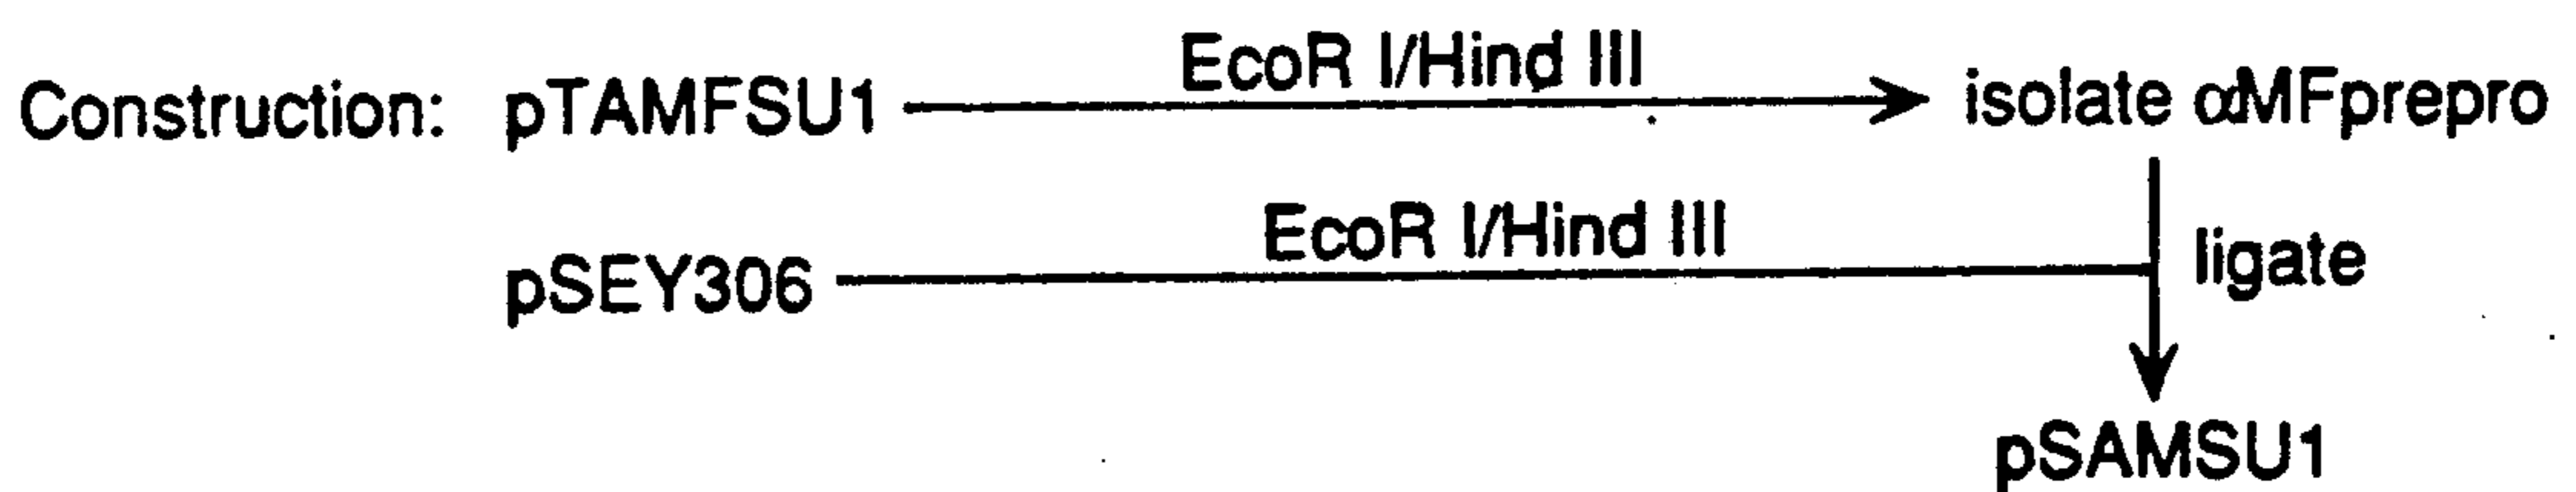 EcoR I/Hind III
Construction: pTAMFSU1 isolate αMFprepro
EcoR I/Hind III
pSEY306 ligate
pSAMSU1